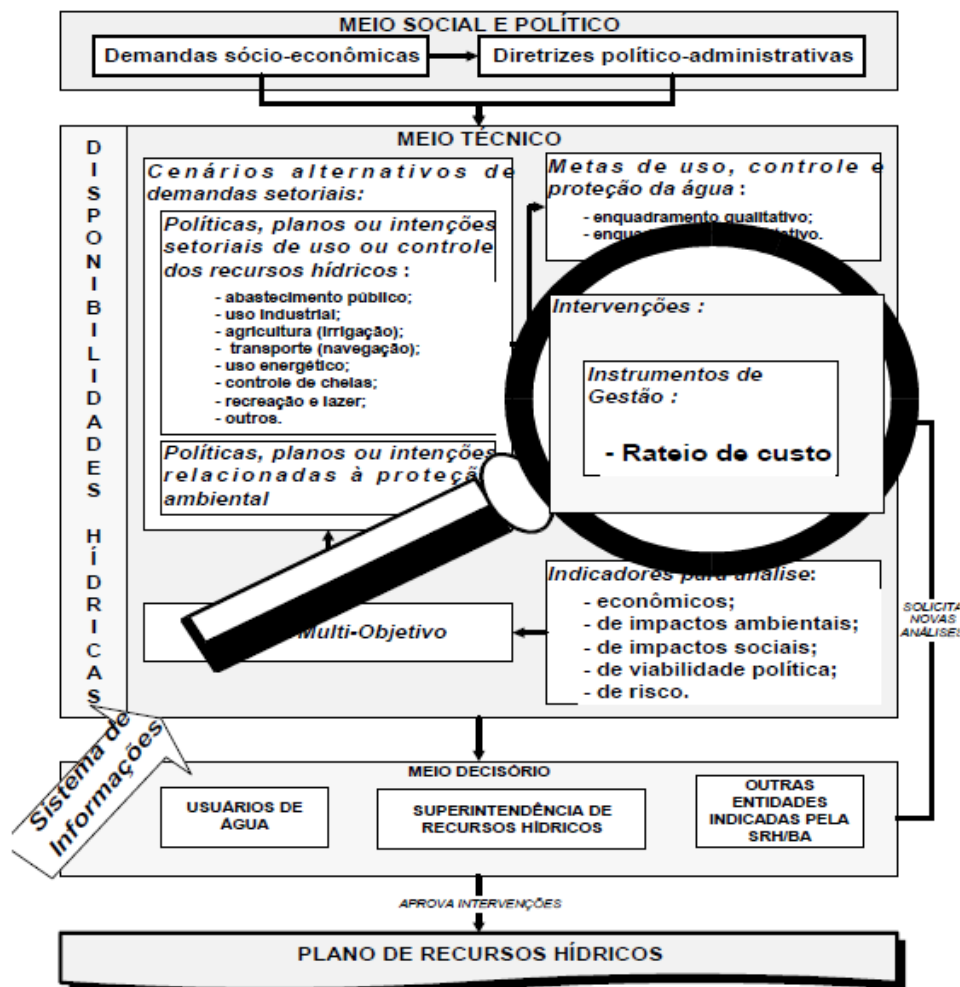 MEIO SOCIAL E POLÍTICO
Demandas sócio-econômicas
Diretrizes político-administrativas
DISPONIBILIDADES HÍDRICAS
MEIO TÉCNICO
Cenários alternativos de
demandas setoriais:
Políticas, planos ou intenções
setoriais de uso ou controle
dos recursos hídricos :
- abastecimento público;
- uso industrial;
- agricultura (irrigação);
- transporte (navegação);
- uso energético;
- controle de cheias;
- recreação e lazer;
- outros.
Políticas, planos ou intenções
relacionadas à proteção
ambiental
Metas de uso, controle e
proteção da água :
- enquadramento qualitativo;
Intervenções :
Instrumentos de
Gestão :
- Rateio de custo
Indicadores para análise:
- econômicos;
- de impactos ambientais;
- de impactos sociais;
- de viabilidade política;
- de risco.
Multi-Objetivo
SOLICITA
NOVAS
ANÁLISES
Sistema de
Informações
MEIO DECISÓRIO
USUÁRIOS DE
ÁGUA
SUPERINTENDÊNCIA DE
RECURSOS HÍDRICOS
OUTRAS
ENTIDADES
INDICADAS PELA
SRH/BA
APROVA INTERVENÇÕES
PLANO DE RECURSOS HÍDRICOS